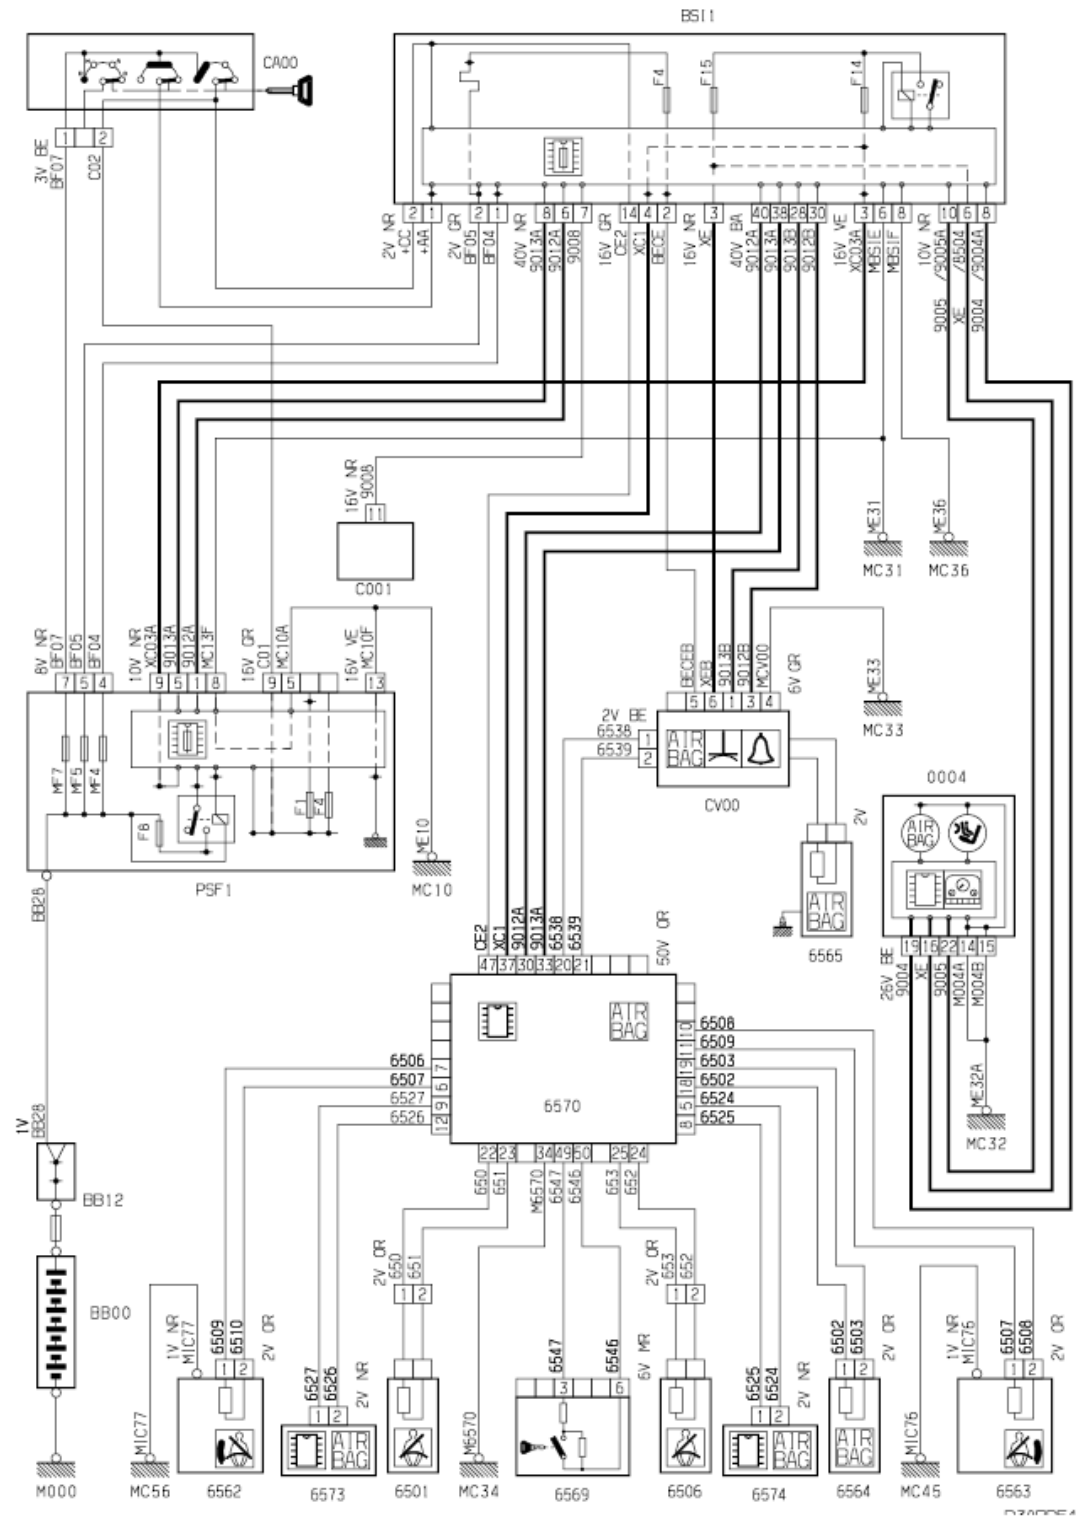 BSI1
CA00
F4
F15
F14
1 2
3V BE
BF07
C02
2 1
2 1
8 6 7
14 4 2
3
40 38 28 30
3 6 8
10 6 8
2V NR
+CC
+AA
2V GR
BF05
BF04
40V NR
9013A
9012A
9008
16V GR
CE2
XC1
BECE
16V NR
XE
40V BA
9012A
9013A
9013B
9012B
16V VE
XC03A
MBSIE
MBSIF
10V NR
9005 /9005A
XE /8504
9004 /9004A
16V NR
9008
11
C001
ME31
MC31
ME36
MC36
8V NR
BF07
BF05
BF04
10V NR
XC03A
9013A
9012A
MC13F
16V GR
C01
MC10A
16V VE
MC10F
7 5 4
9 5 1 8
9 5
13
MF7
MF5
MF4
F8
F1
F4
PSF1
ME10
MC10
BECEB
XEB
9013B
9012B
MCV00
6V GR
5 6 1 3 4
2V BE
6538
6539
1
2
AIR
BAG
CV00
ME33
MC33
2V
AIR
BAG
6565
0004
AIR
BAG
19 16 22 14 15
26V BE
9004
XE
9005
M004A
M004B
ME32A
MC32
BB28
1V
BB28
BB12
BB00
M000
CE2
XC1
9012A
9013A
6538
6539
50V OR
47 37 30 33 20 21
AIR
BAG
6570
6506
6507
6527
6526
7
6
9
12
10
11
19
18
5
8
6508
6509
6503
6502
6524
6525
22 23 34 49 50 25 24
650
651
M6570
6547
6546
653
652
2V OR
650
651
1 2
2V OR
653
652
1 2
MIC77
MC56
1V NR
MIC77
6509
6510
2V OR
1 2
6562
6527
6526
2V NR
1 2
AIR
BAG
6573
6501
M6570
MC34
6547
6546
6V MR
3 6
6569
6506
6525
6524
2V NR
1 2
AIR
BAG
6574
6502
6503
2V OR
1 2
AIR
BAG
6564
MIC76
MC45
1V NR
MIC76
6507
6508
2V OR
1 2
6563